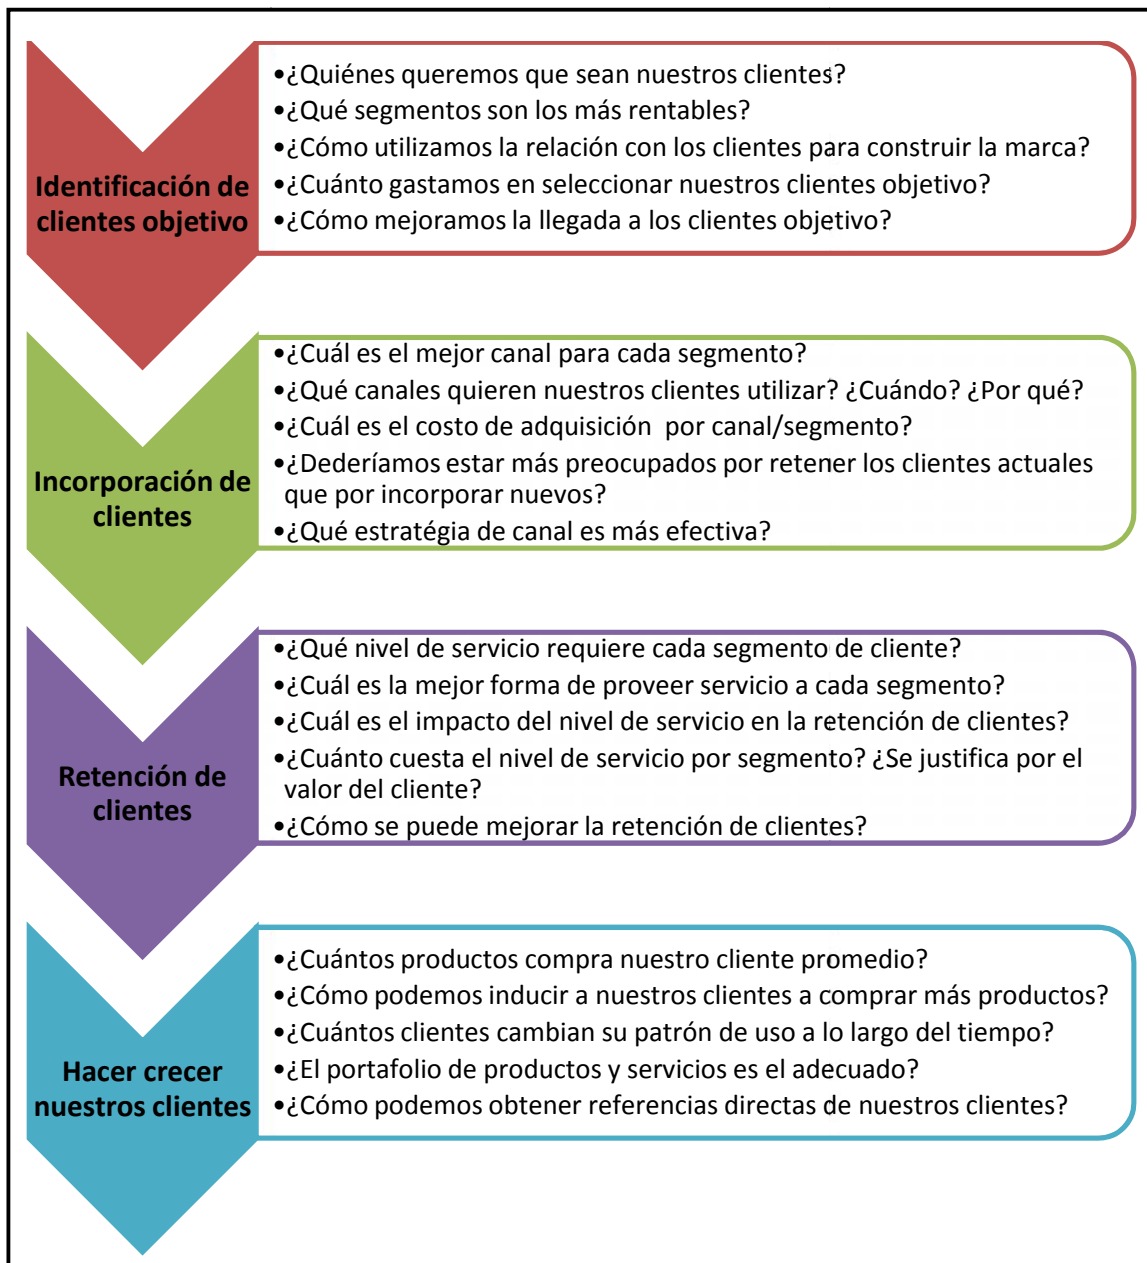 Identificación de
clientes objetivo
•¿Quiénes queremos que sean nuestros clientes?
•¿Qué segmentos son los más rentables?
•¿Cómo utilizamos la relación con los clientes para construir la marca?
•¿Cuánto gastamos en seleccionar nuestros clientes objetivo?
•¿Cómo mejoramos la llegada a los clientes objetivo?
Incorporación de
clientes
•¿Cuál es el mejor canal para cada segmento?
•¿Qué canales quieren nuestros clientes utilizar? ¿Cuándo? ¿Por qué?
•¿Cuál es el costo de adquisición  por canal/segmento?
•¿Dederíamos estar más preocupados por retener los clientes actuales
que por incorporar nuevos?
•¿Qué estratégia de canal es más efectiva?
Retención de
clientes
•¿Qué nivel de servicio requiere cada segmento de cliente?
•¿Cuál es la mejor forma de proveer servicio a cada segmento?
•¿Cuál es el impacto del nivel de servicio en la retención de clientes?
•¿Cuánto cuesta el nivel de servicio por segmento? ¿Se justifica por el
valor del cliente?
•¿Cómo se puede mejorar la retención de clientes?
Hacer crecer
nuestros clientes
•¿Cuántos productos compra nuestro cliente promedio?
•¿Cómo podemos inducir a nuestros clientes a comprar más productos?
•¿Cuántos clientes cambian su patrón de uso a lo largo del tiempo?
•¿El portafolio de productos y servicios es el adecuado?
•¿Cómo podemos obtener referencias directas de nuestros clientes?